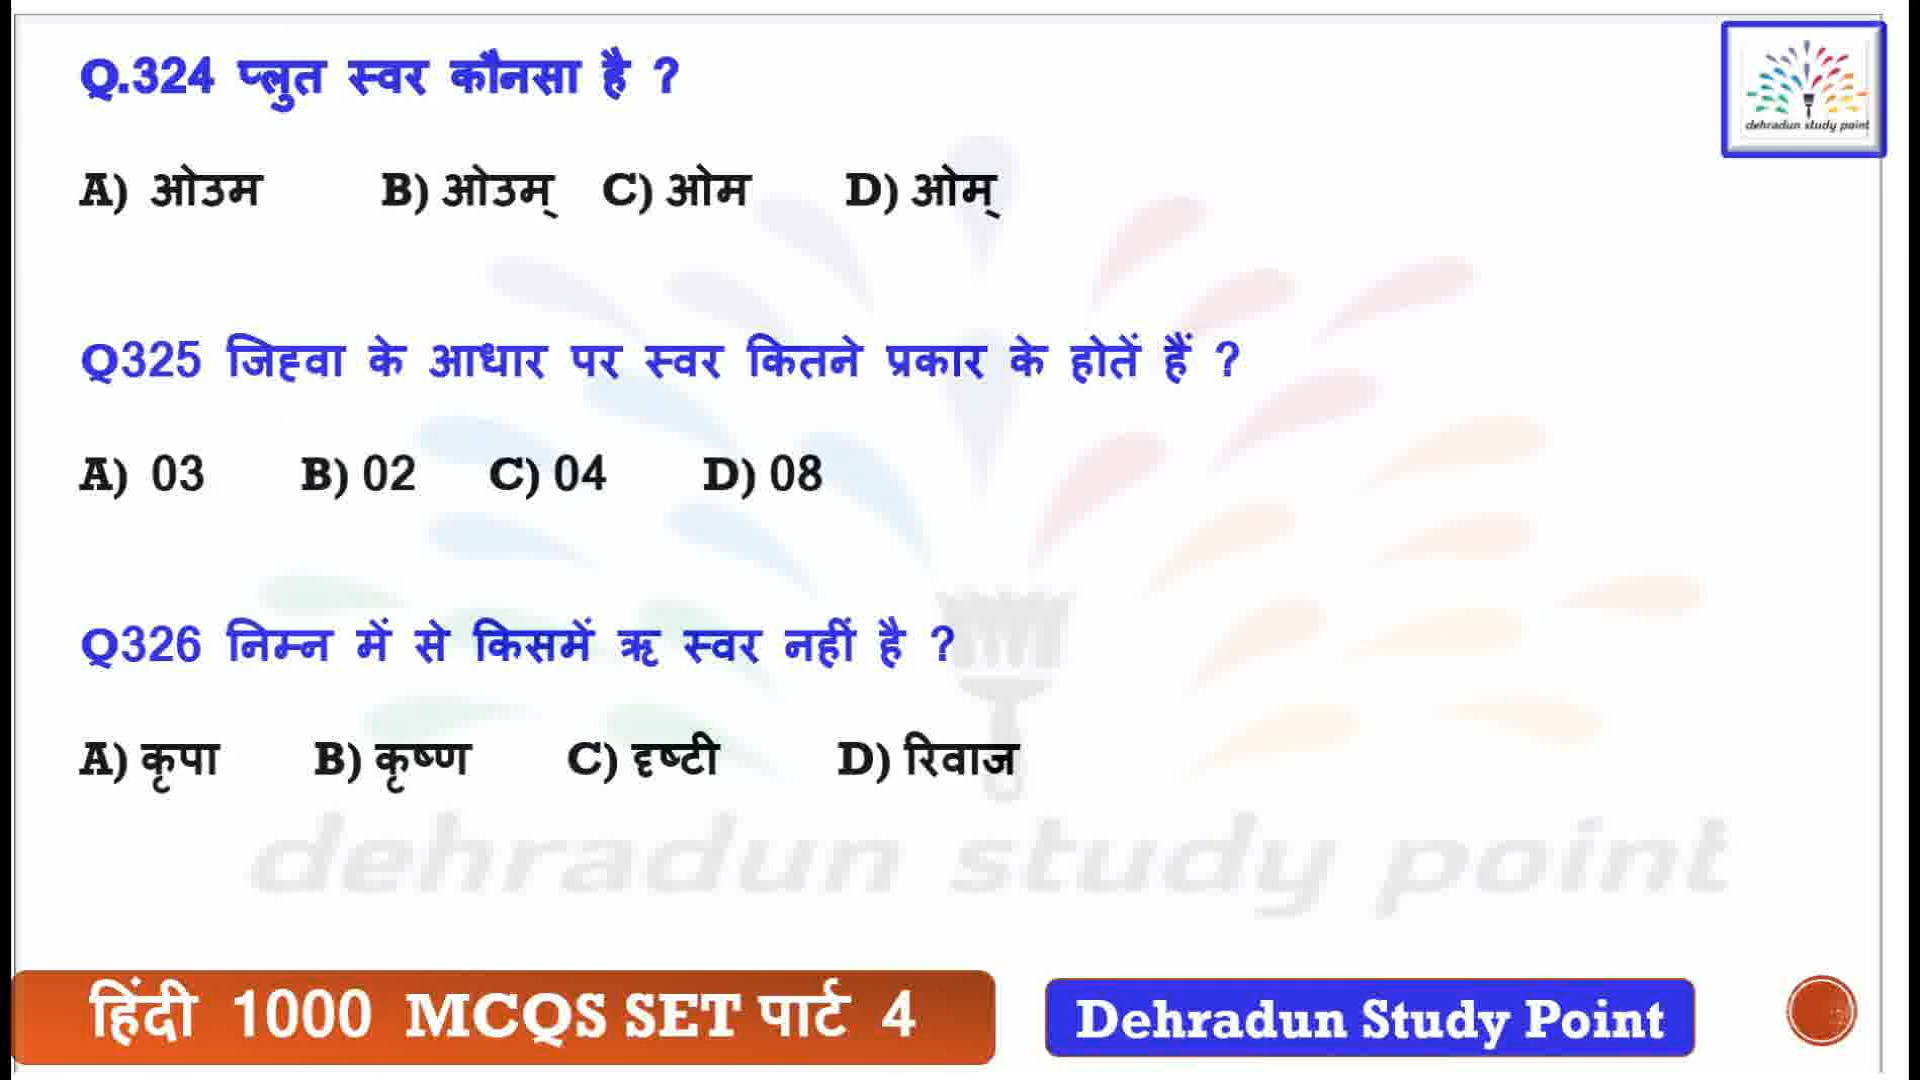 Q.324 प्लुत स्वर कौनसा है ?
dehradun study point
A) ओउम B) ओउम् C) ओम D) ओम्
Q325 जिह्वा के आधार पर स्वर कितने प्रकार के होतें हैं ?
A) 03 B) 02 C) 04 D) 08
Q326 निम्न में से किसमें ऋ स्वर नहीं है ?
A) कृपा B) कृष्ण C) दृष्टी D) रिवाज
dehradun study point
हिंदी 1000 MCQS SET पार्ट 4
Dehradun Study Point